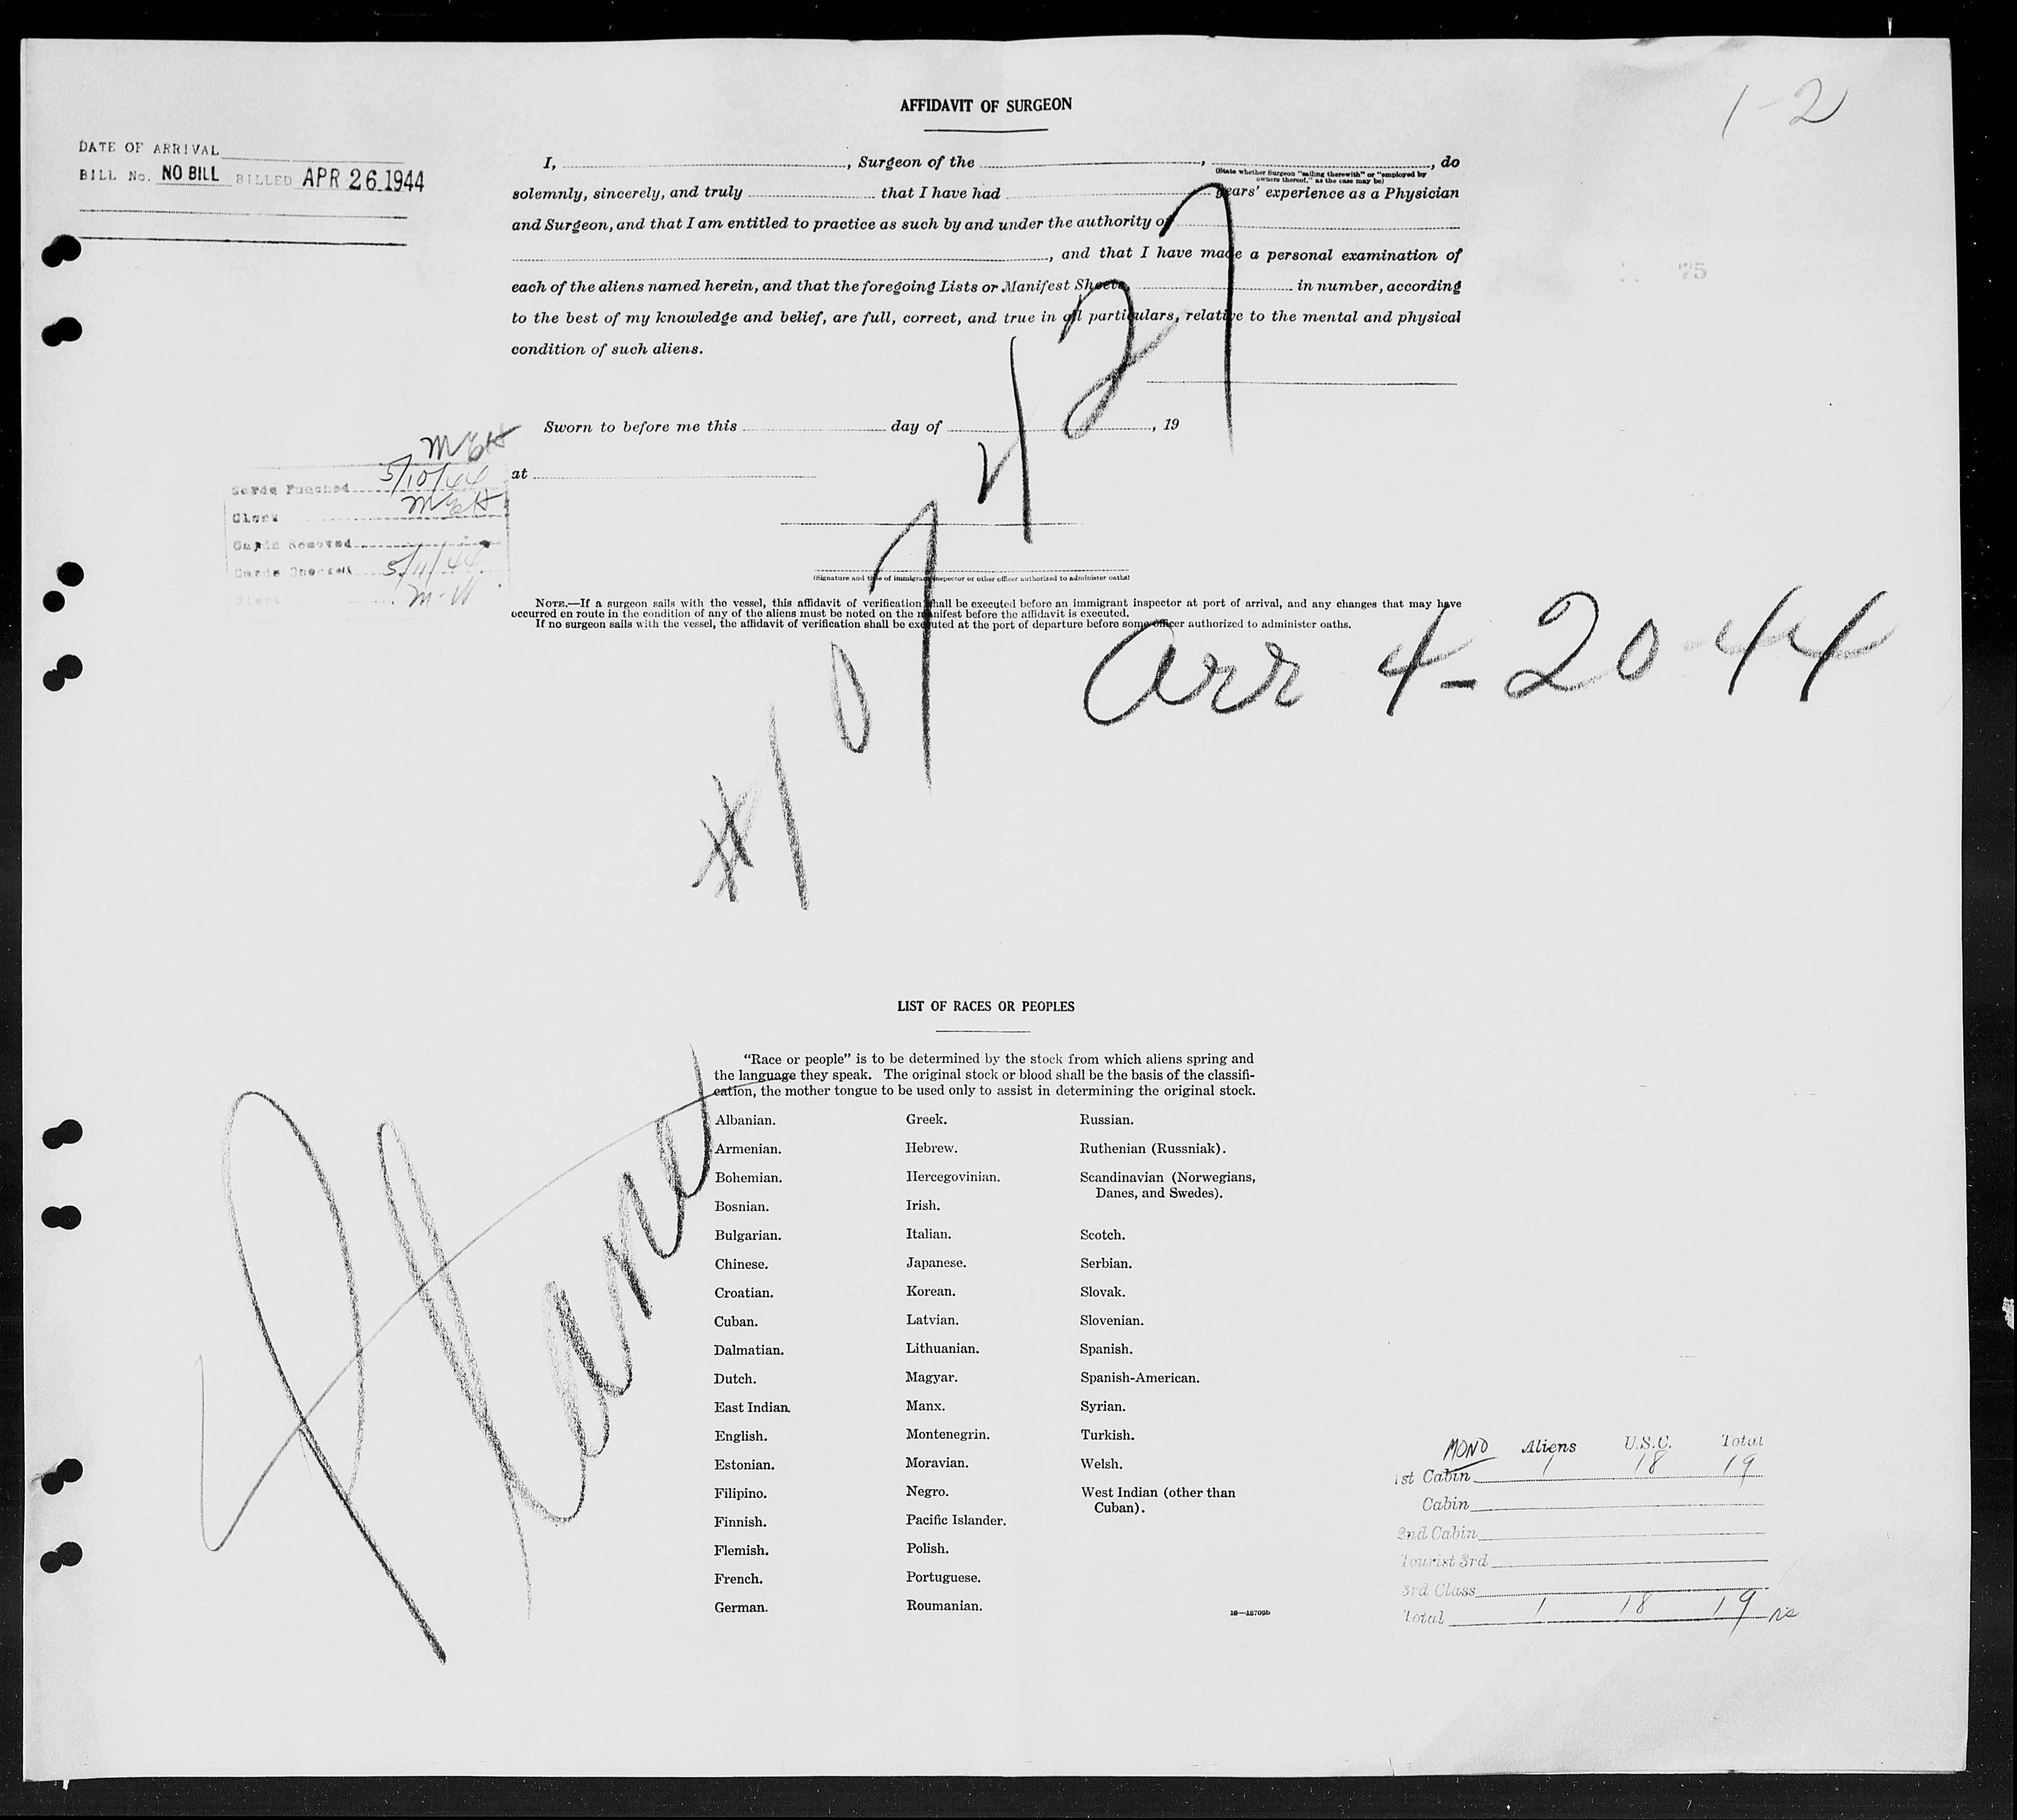 AFFIDAVIT OF SURGEON
1-2
DATE OF ARRIVAL
BILL No. NO BILL BILLED APR 26 1944
I, , Surgeon of the , , do
(State whether Surgeon "sailing therewith" or "employed by
owners thereof," as the case may be)
solemnly, sincerely, and truly that I have had years' experience as a Physician
and Surgeon, and that I am entitled to practice as such by and under the authority of
, and that I have made a personal examination of
75
each of the aliens named herein, and that the foregoing Lists or Manifest Sheets in number, according
to the best of my knowledge and belief, are full, correct, and true in all particulars, relative to the mental and physical
condition of such aliens.
Sworn to before me this day of , 19
at
Cards Punched 5/10/44
Clerk
Cards Removed
Cards Checked 5/11/44
Clerk
(Signature and title of immigrant inspector or other officer authorized to administer oaths)
NOTE.—If a surgeon sails with the vessel, this affidavit of verification shall be executed before an immigrant inspector at port of arrival, and any changes that may have
occurred en route in the condition of any of the aliens must be noted on the manifest before the affidavit is executed.
If no surgeon sails with the vessel, the affidavit of verification shall be executed at the port of departure before some officer authorized to administer oaths.
#107427
Arr 4-20-44
LIST OF RACES OR PEOPLES
"Race or people" is to be determined by the stock from which aliens spring and
the language they speak. The original stock or blood shall be the basis of the classifi-
cation, the mother tongue to be used only to assist in determining the original stock.
Albanian. Greek. Russian.
Armenian. Hebrew. Ruthenian (Russniak).
Bohemian. Hercegovinian. Scandinavian (Norwegians,
Danes, and Swedes).
Bosnian. Irish.
Bulgarian. Italian. Scotch.
Chinese. Japanese. Serbian.
Croatian. Korean. Slovak.
Cuban. Latvian. Slovenian.
Dalmatian. Lithuanian. Spanish.
Dutch. Magyar. Spanish-American.
East Indian. Manx. Syrian.
English. Montenegrin. Turkish.
Estonian. Moravian. Welsh.
Filipino. Negro. West Indian (other than
Cuban).
Finnish. Pacific Islander.
Flemish. Polish.
French. Portuguese.
German. Roumanian.
16—18709b
MONO Aliens U.S.C. Total
1st Cabin 1 18 19
Cabin
2nd Cabin
Tourist 3rd
3rd Class
Total 1 18 19